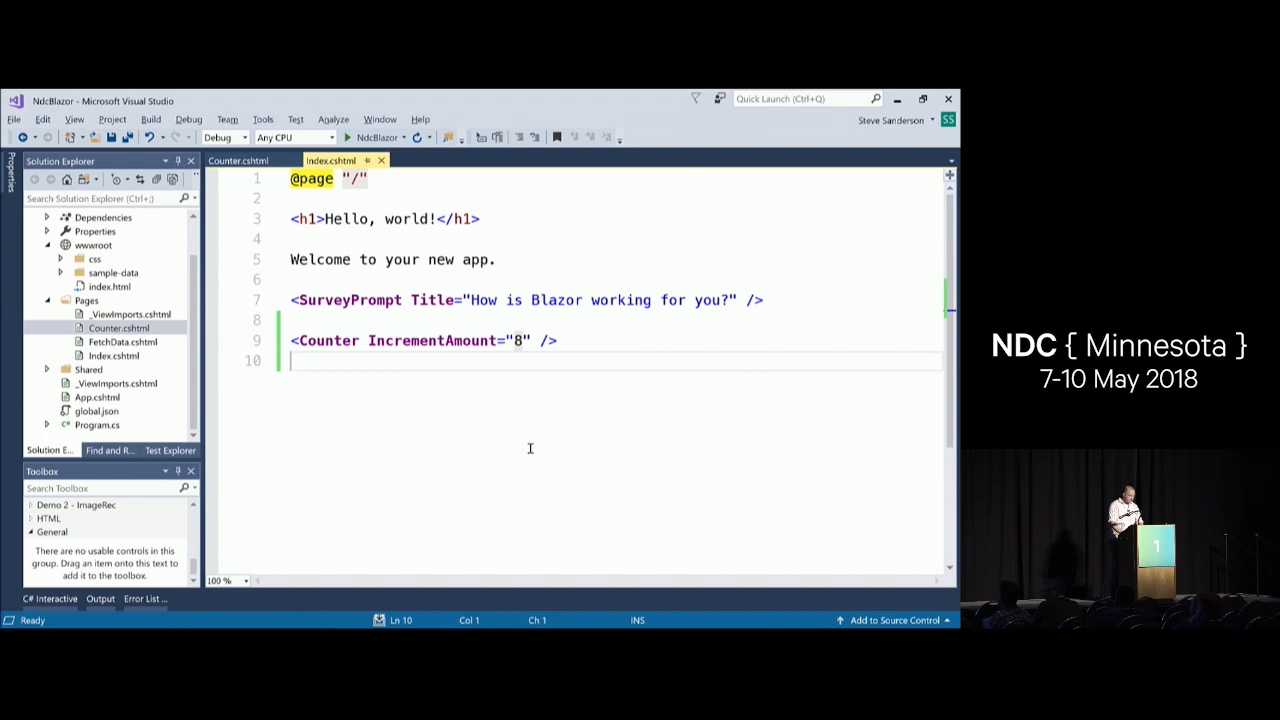 NdcBlazor - Microsoft Visual Studio
Quick Launch (Ctrl+Q)
File Edit View Project Build Debug Team Tools Test Analyze Window Help
Steve Sanderson
SS
Debug Any CPU NdcBlazor
Properties
Solution Explorer
Search Solution Explorer (Ctrl+;)
Dependencies
Properties
wwwroot
css
sample-data
index.html
Pages
_ViewImports.cshtml
Counter.cshtml
FetchData.cshtml
Index.cshtml
Shared
_ViewImports.cshtml
App.cshtml
global.json
Program.cs
Solution E... Find and R... Test Explorer
Toolbox
Search Toolbox
Demo 2 - ImageRec
HTML
General
There are no usable controls in this
group. Drag an item onto this text to
add it to the toolbox.
Counter.cshtml Index.cshtml
1 @page "/"
2
3 <h1>Hello, world!</h1>
4
5 Welcome to your new app.
6
7 <SurveyPrompt Title="How is Blazor working for you?" />
8
9 <Counter IncrementAmount="8" />
10
100 %
C# Interactive Output Error List ...
Ready Ln 10 Col 1 Ch 1 INS Add to Source Control
NDC { Minnesota }
7-10 May 2018
1